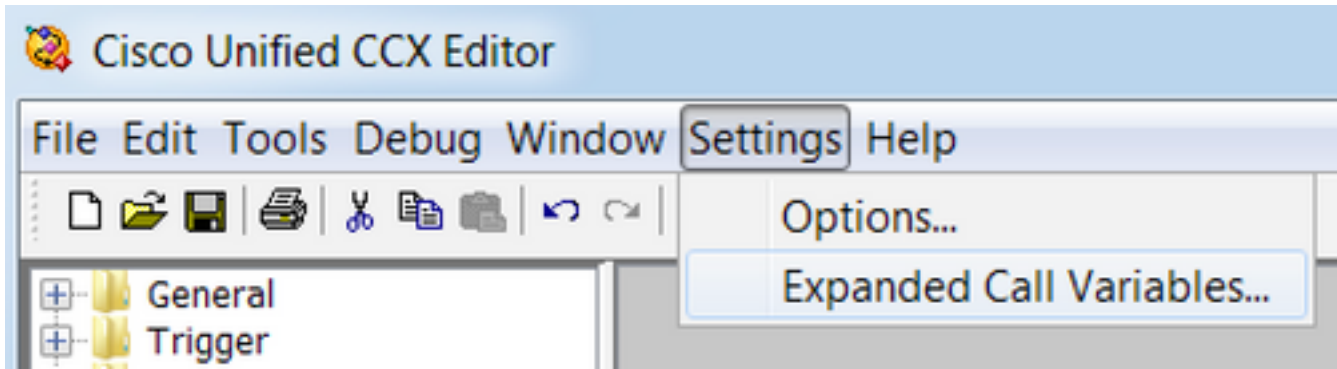 Cisco Unified CCX Editor
File Edit Tools Debug Window Settings Help
Options...
Expanded Call Variables...
General
Trigger